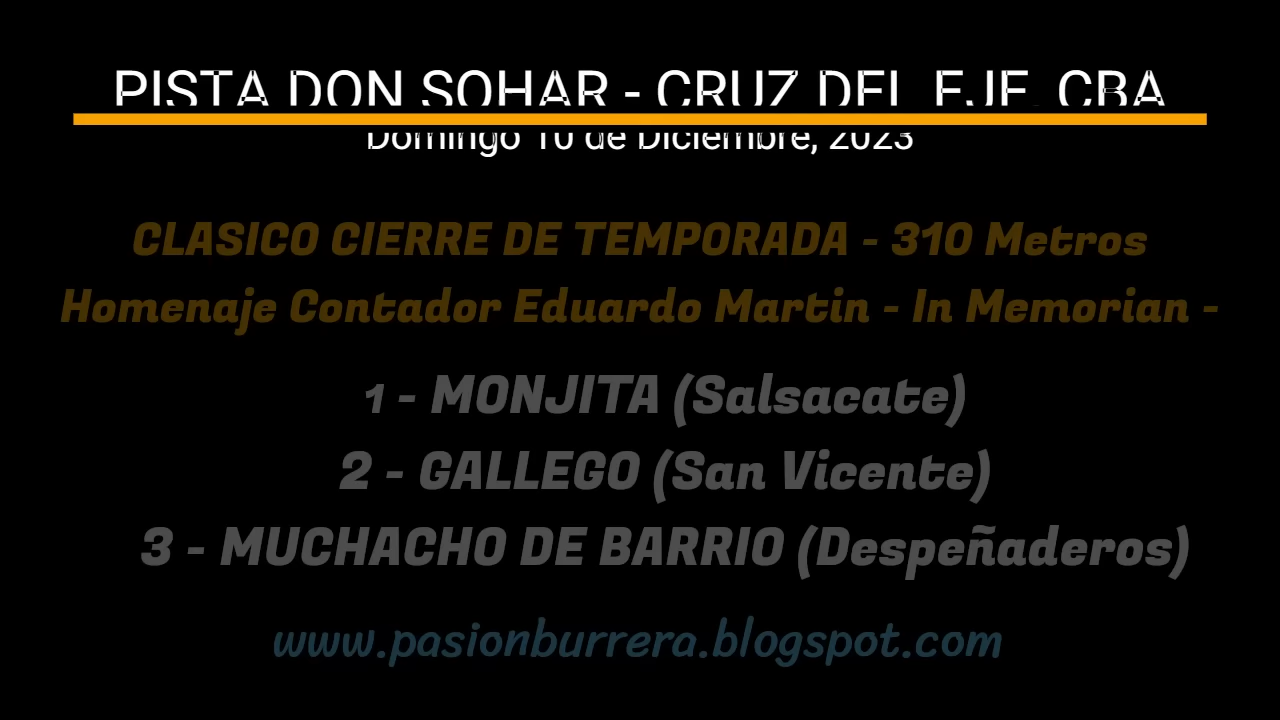 PISTA DON SOHAR - CRUZ DEL EJE, CBA
Domingo 10 de Diciembre, 2023
CLASICO CIERRE DE TEMPORADA - 310 Metros
Homenaje Contador Eduardo Martin - In Memorian -
1 - MONJITA (Salsacate)
2 - GALLEGO (San Vicente)
3 - MUCHACHO DE BARRIO (Despeñaderos)
www.pasionburrera.blogspot.com